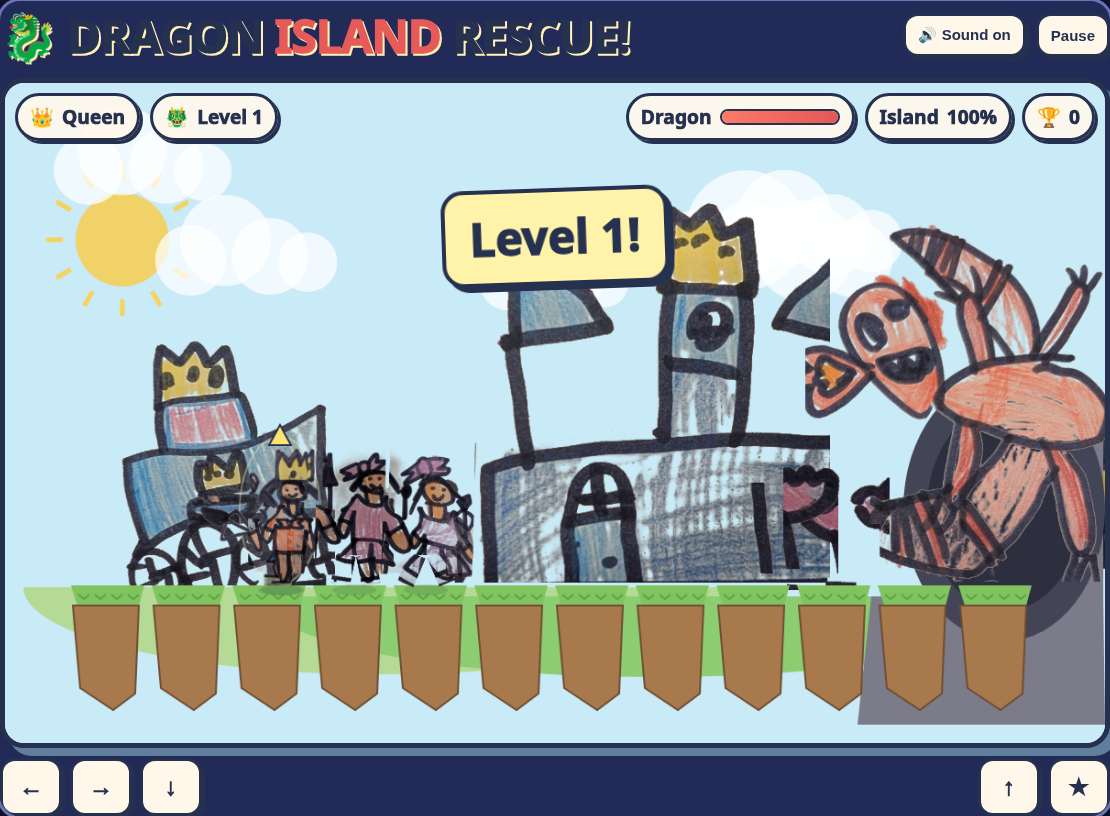 DRAGON ISLAND RESCUE!
Sound on
Pause
Queen
Level 1
Dragon
Island 100%
0
Level 1!